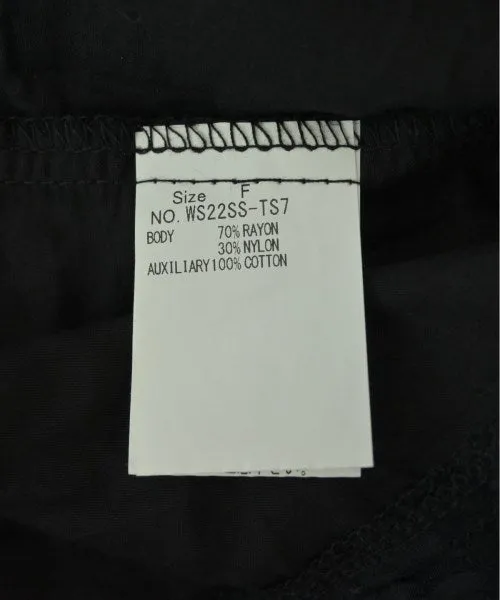 Size F
NO. WS22SS-TS7
BODY 70% RAYON
30% NYLON
AUXILIARY 100% COTTON